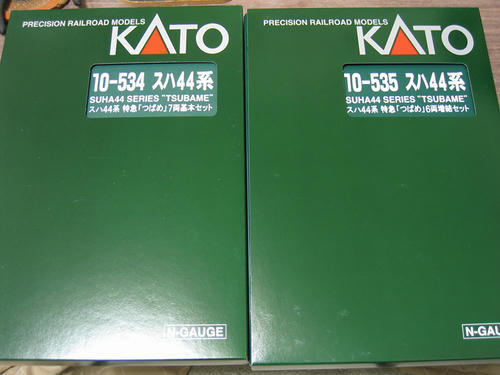 PRECISION RAILROAD MODELS
KATO
10-534 スハ44系
SUHA44 SERIES "TSUBAME"
スハ44系 特急「つばめ」7両基本セット
N-GAUGE
PRECISION RAILROAD MODELS
KATO
10-535 スハ44系
SUHA44 SERIES "TSUBAME"
スハ44系 特急「つばめ」6両増結セット
N-GAU